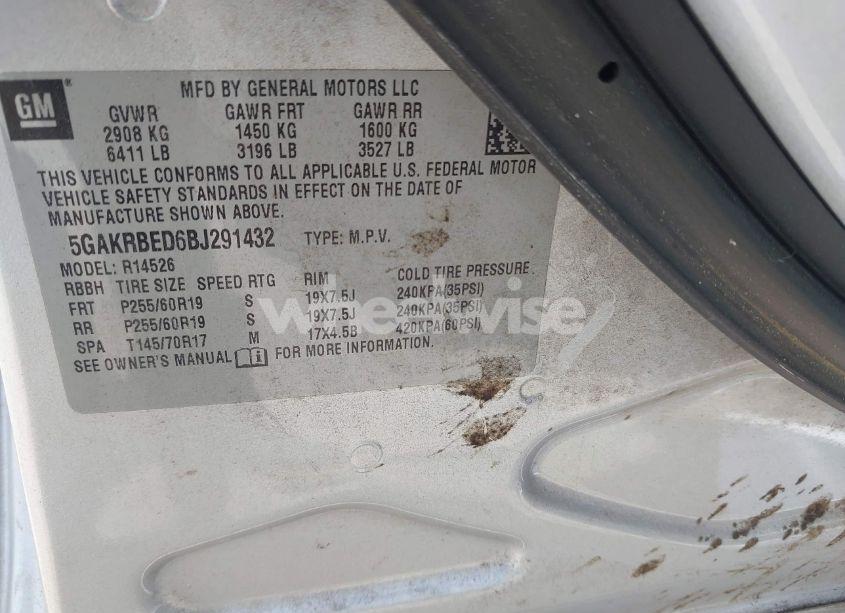 GM
MFD BY GENERAL MOTORS LLC
GVWR GAWR FRT GAWR RR
2908 KG 1450 KG 1600 KG
6411 LB 3196 LB 3527 LB
THIS VEHICLE CONFORMS TO ALL APPLICABLE U.S. FEDERAL MOTOR
VEHICLE SAFETY STANDARDS IN EFFECT ON THE DATE OF
MANUFACTURE SHOWN ABOVE.
5GAKRBED6BJ291432 TYPE: M.P.V.
MODEL: R14526
RBBH TIRE SIZE SPEED RTG RIM COLD TIRE PRESSURE
FRT P255/60R19 S 19X7.5J 240KPA(35PSI)
RR P255/60R19 S 19X7.5J 240KPA(35PSI)
SPA T145/70R17 M 17X4.5B 420KPA(60PSI)
SEE OWNER'S MANUAL FOR MORE INFORMATION.
wheelwise